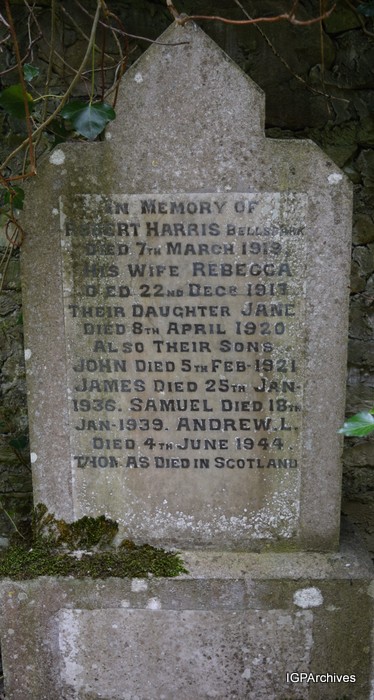 IN MEMORY OF
ROBERT HARRIS BELLSPARK
DIED 7TH MARCH 1919
HIS WIFE REBECCA
DIED 22ND DECR 1917
THEIR DAUGHTER JANE
DIED 8TH APRIL 1920
ALSO THEIR SONS
JOHN DIED 5TH FEB-1921
JAMES DIED 25TH JAN-
1936. SAMUEL DIED 18TH
JAN-1939. ANDREW. L.
DIED 4TH JUNE 1944.
THOMAS DIED IN SCOTLAND
IGPArchives